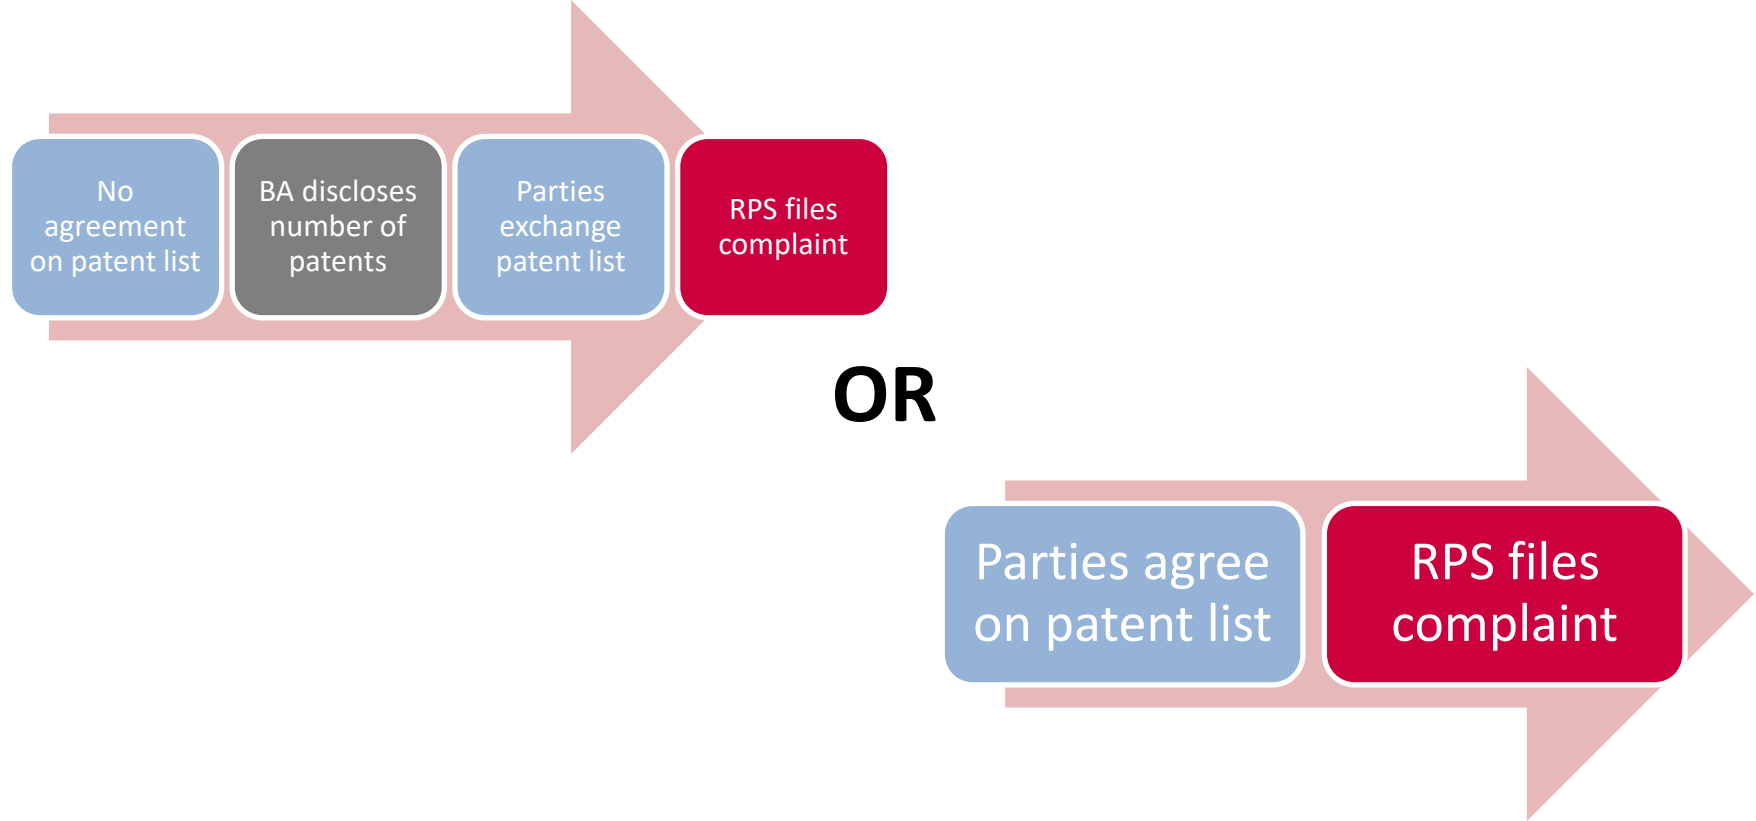 No
agreement
on patent list
BA discloses
number of
patents
Parties
exchange
patent list
RPS files
complaint
OR
Parties agree
on patent list
RPS files
complaint